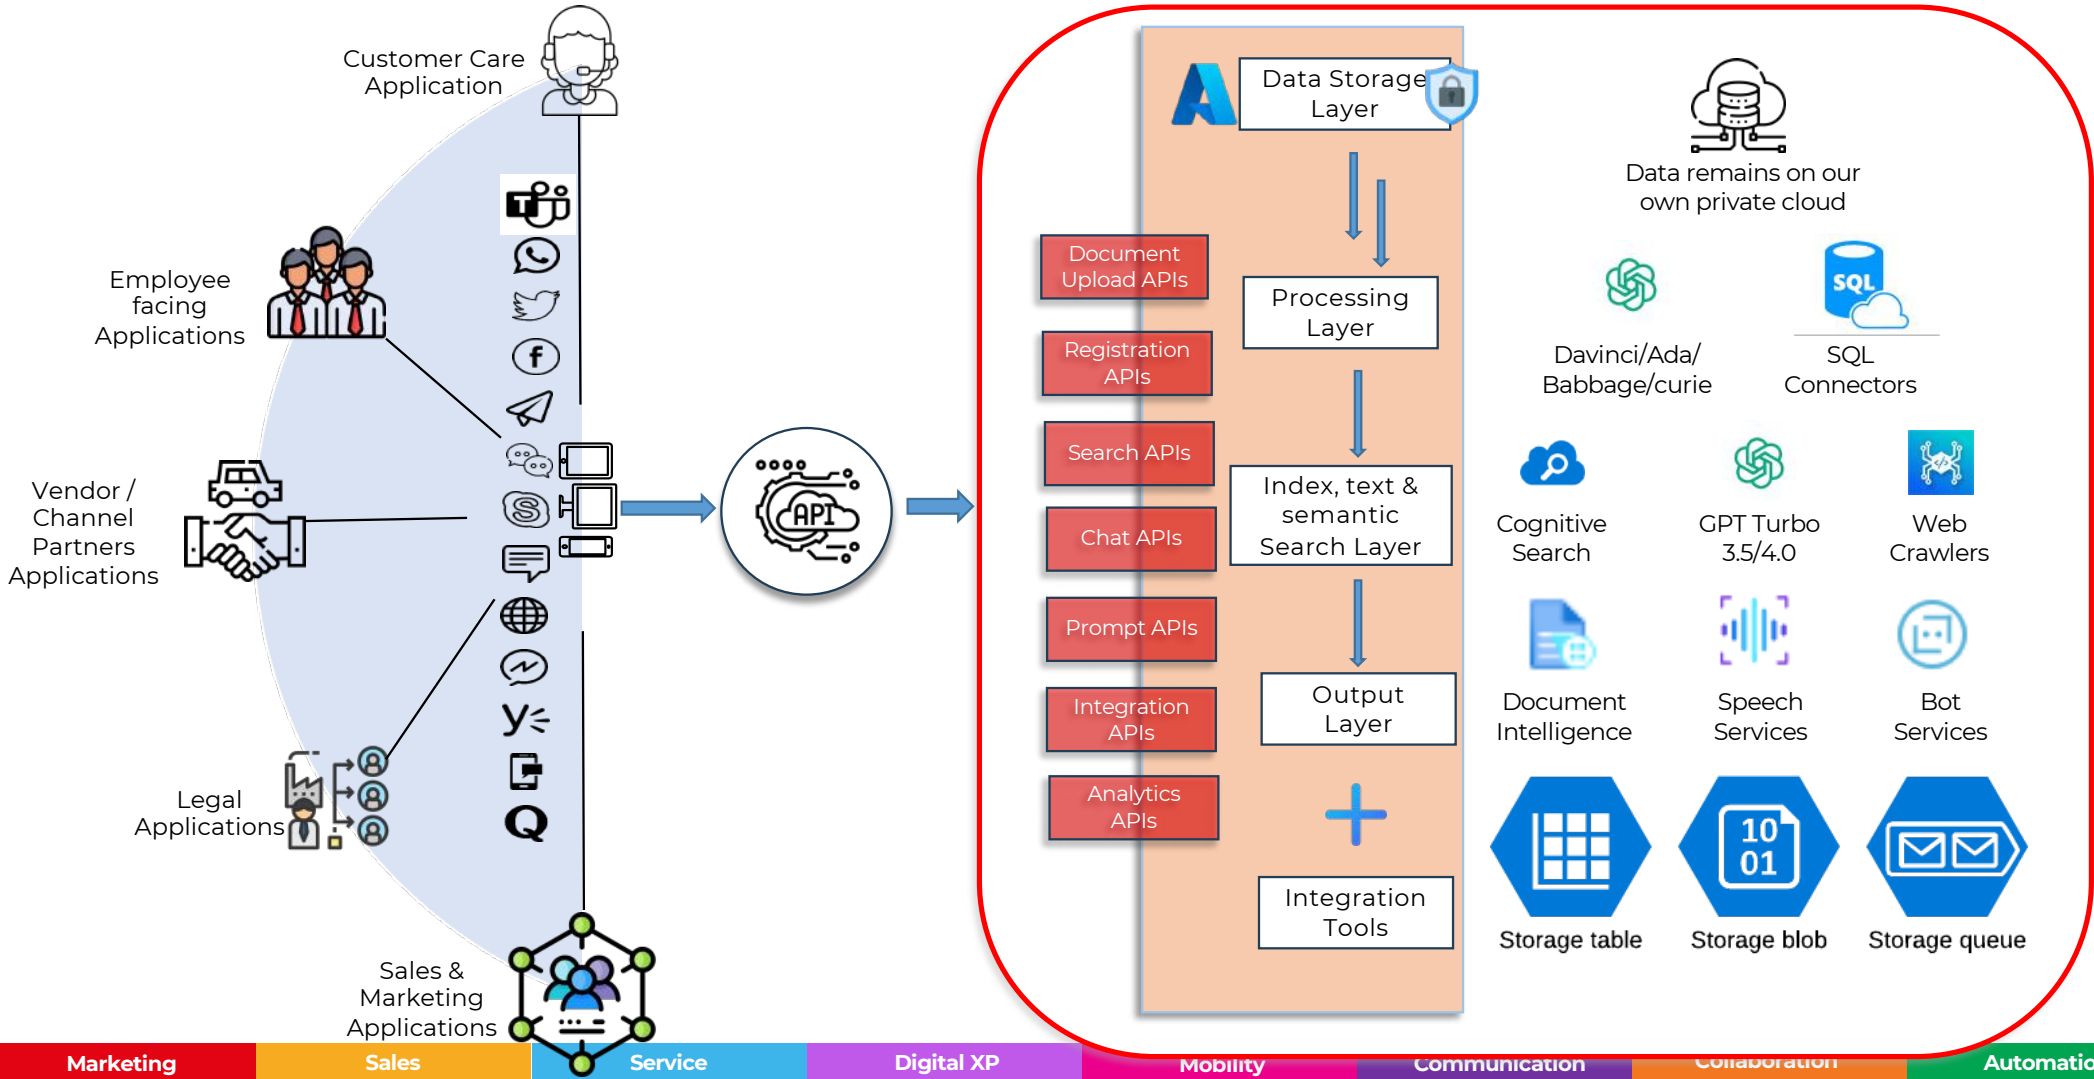 Customer Care
Application
Employee
facing
Applications
Vendor /
Channel
Partners
Applications
Legal
Applications
Sales &
Marketing
Applications
T
f
S
y
Q
API
Document
Upload APIs
Registration
APIs
Search APIs
Chat APIs
Prompt APIs
Integration
APIs
Analytics
APIs
Data Storage
Layer
Processing
Layer
Index, text &
semantic
Search Layer
Output
Layer
Integration
Tools
Data remains on our
own private cloud
Davinci/Ada/
Babbage/curie
SQL
SQL
Connectors
Cognitive
Search
GPT Turbo
3.5/4.0
Web
Crawlers
Document
Intelligence
Speech
Services
Bot
Services
10
01
Storage table
Storage blob
Storage queue
Marketing
Sales
Service
Digital XP
Mobility
Communication
Collaboration
Automatio